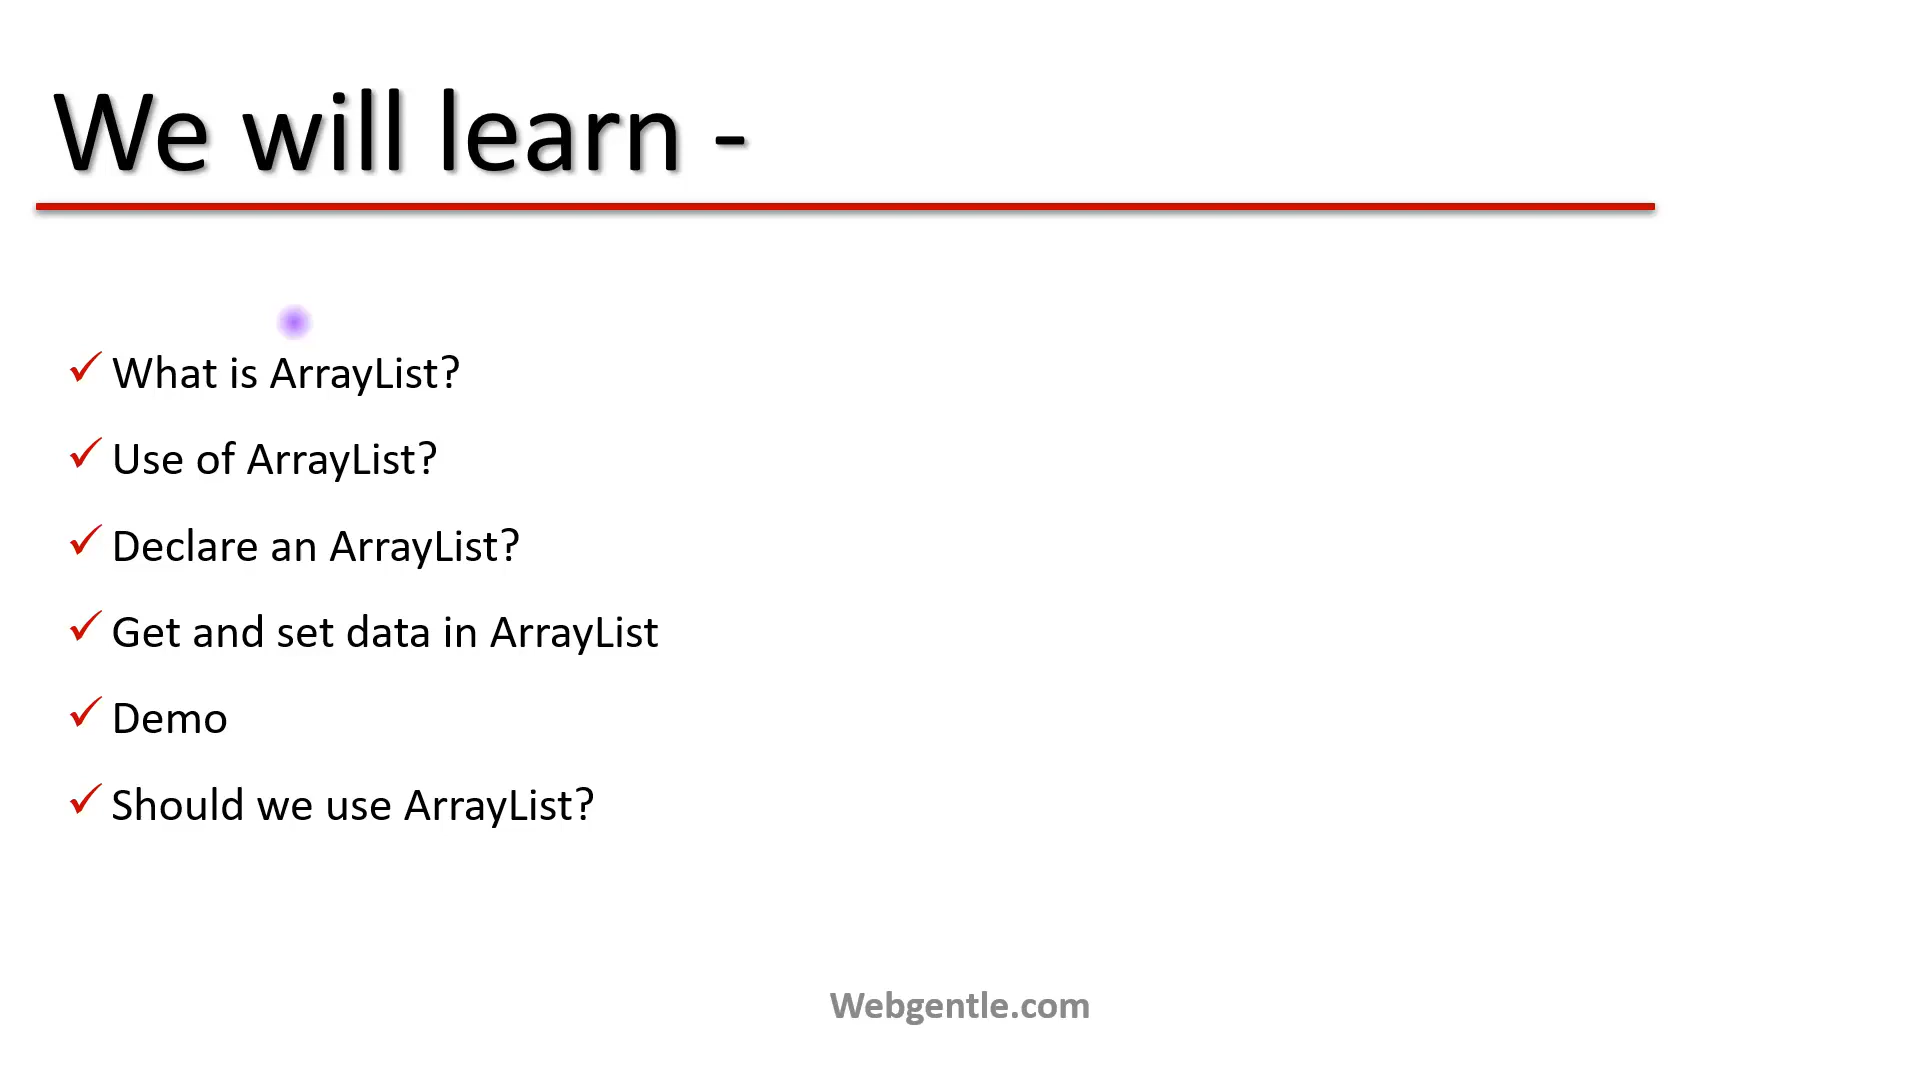 We will learn -
What is ArrayList?
Use of ArrayList?
Declare an ArrayList?
Get and set data in ArrayList
Demo
Should we use ArrayList?
Webgentle.com